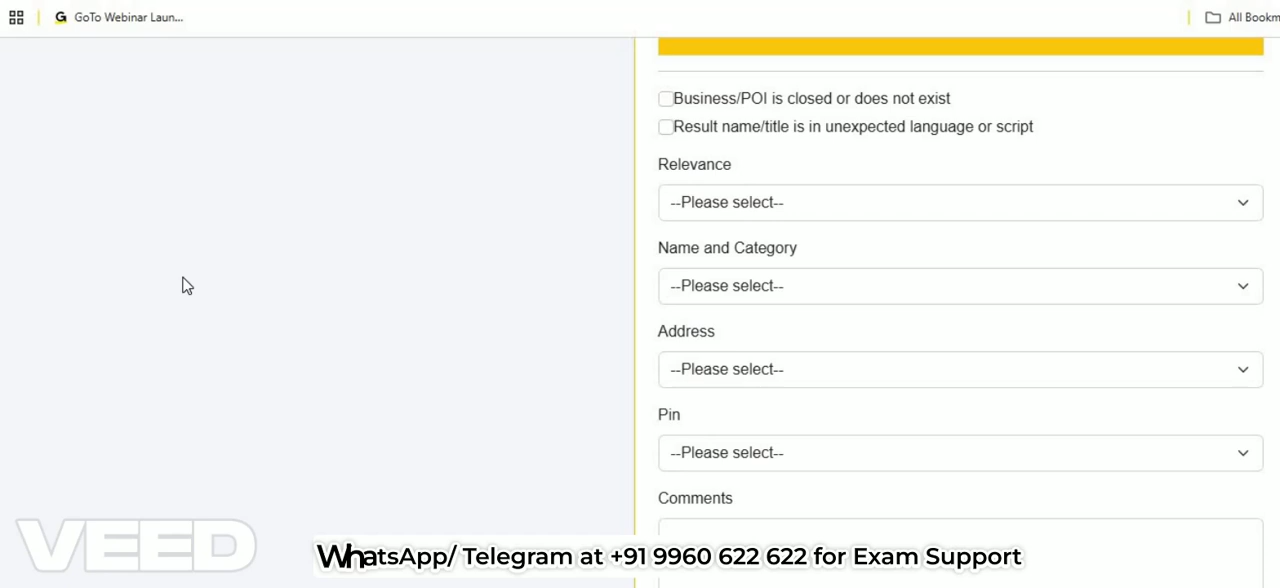 GoTo Webinar Laun...
All Bookm
Business/POI is closed or does not exist
Result name/title is in unexpected language or script
Relevance
--Please select--
Name and Category
--Please select--
Address
--Please select--
Pin
--Please select--
Comments
VEED
WhatsApp/ Telegram at +91 9960 622 622 for Exam Support